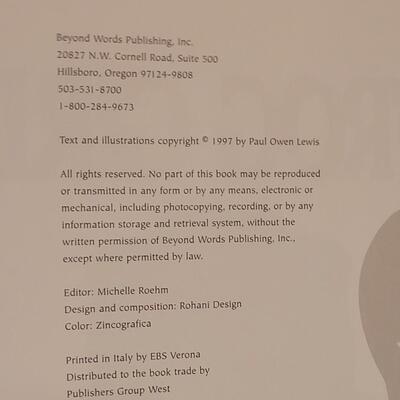 Beyond Words Publishing, Inc.
20827 N.W. Cornell Road, Suite 500
Hillsboro, Oregon 97124-9808
503-531-8700
1-800-284-9673
Text and illustrations copyright © 1997 by Paul Owen Lewis
All rights reserved. No part of this book may be reproduced
or transmitted in any form or by any means, electronic or
mechanical, including photocopying, recording, or by any
information storage and retrieval system, without the
written permission of Beyond Words Publishing, Inc.,
except where permitted by law.
Editor: Michelle Roehm
Design and composition: Rohani Design
Color: Zincografica
Printed in Italy by EBS Verona
Distributed to the book trade by
Publishers Group West